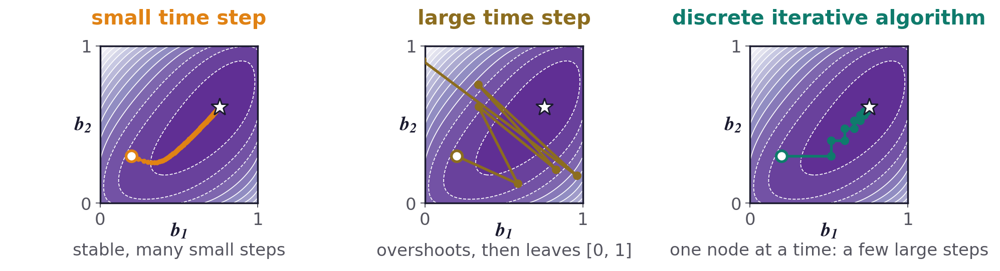 small time step
large time step
discrete iterative algorithm
1
b2
0
0
1
b1
stable, many small steps
1
b2
0
0
1
b1
overshoots, then leaves [0, 1]
1
b2
0
0
1
b1
one node at a time: a few large steps